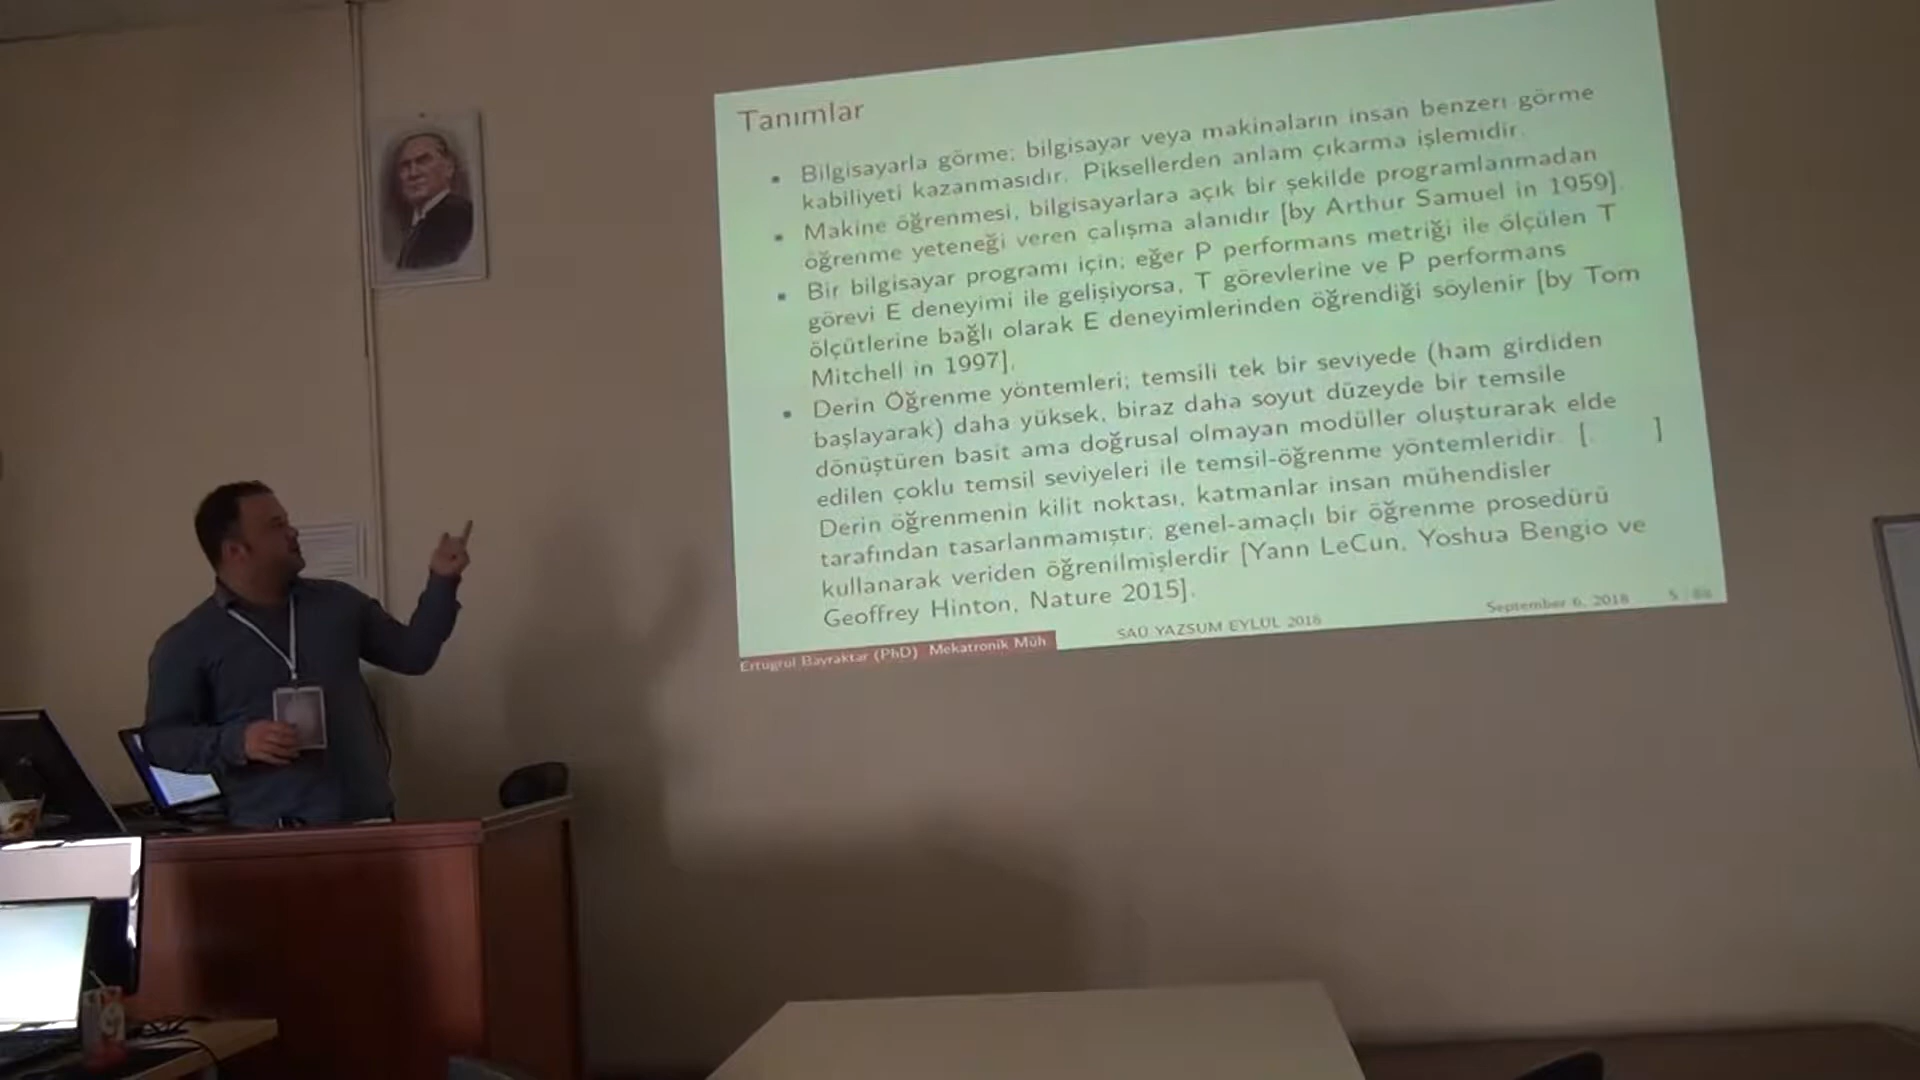 Tanımlar
Bilgisayarla görme; bilgisayar veya makinaların insan benzeri görme
kabiliyeti kazanmasıdır. Piksellerden anlam çıkarma işlemidir.
Makine öğrenmesi, bilgisayarlara açık bir şekilde programlanmadan
öğrenme yeteneği veren çalışma alanıdır [by Arthur Samuel in 1959].
Bir bilgisayar programı için; eğer P performans metriği ile ölçülen T
görevi E deneyimi ile gelişiyorsa, T görevlerine ve P performans
ölçütlerine bağlı olarak E deneyimlerinden öğrendiği söylenir [by Tom
Mitchell in 1997].
Derin Öğrenme yöntemleri; temsili tek bir seviyede (ham girdiden
başlayarak) daha yüksek, biraz daha soyut düzeyde bir temsile
dönüştüren basit ama doğrusal olmayan modüller oluşturarak elde
edilen çoklu temsil seviyeleri ile temsil-öğrenme yöntemleridir. [. ]
Derin öğrenmenin kilit noktası, katmanlar insan mühendisler
tarafından tasarlanmamıştır; genel-amaçlı bir öğrenme prosedürü
kullanarak veriden öğrenilmişlerdir [Yann LeCun, Yoshua Bengio ve
Geoffrey Hinton, Nature 2015].
Ertugrul Bayraktar (PhD) Mekatronik Müh
SAU YAZSUM EYLUL 2018
September 6, 2018